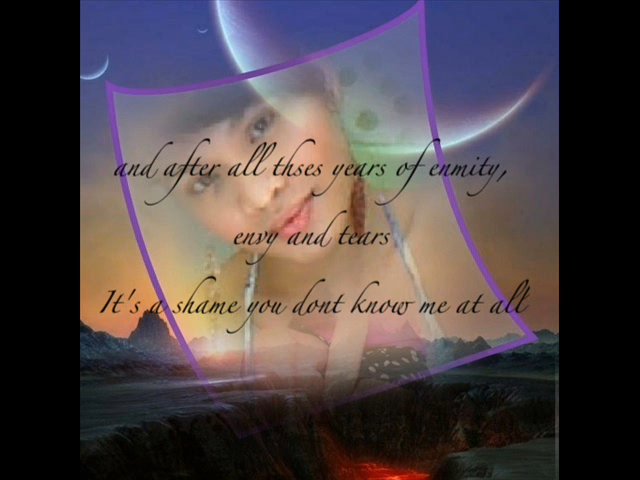 and after all thses years of enmity,
envy and tears
It's a shame you dont know me at all